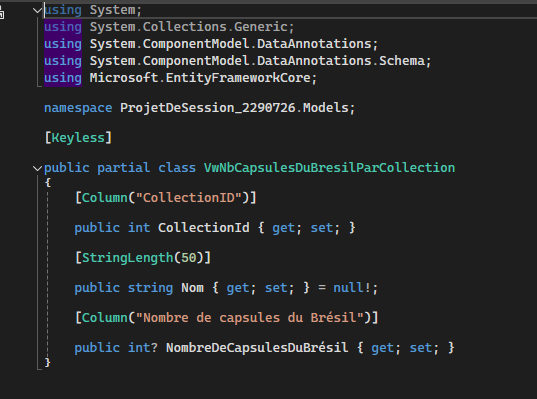 using System;
using System.Collections.Generic;
using System.ComponentModel.DataAnnotations;
using System.ComponentModel.DataAnnotations.Schema;
using Microsoft.EntityFrameworkCore;
namespace ProjetDeSession_2290726.Models;
[Keyless]
public partial class VwNbCapsulesDuBresilParCollection
{
[Column("CollectionID")]
public int CollectionId { get; set; }
[StringLength(50)]
public string Nom { get; set; } = null!;
[Column("Nombre de capsules du Brésil")]
public int? NombreDeCapsulesDuBrésil { get; set; }
}